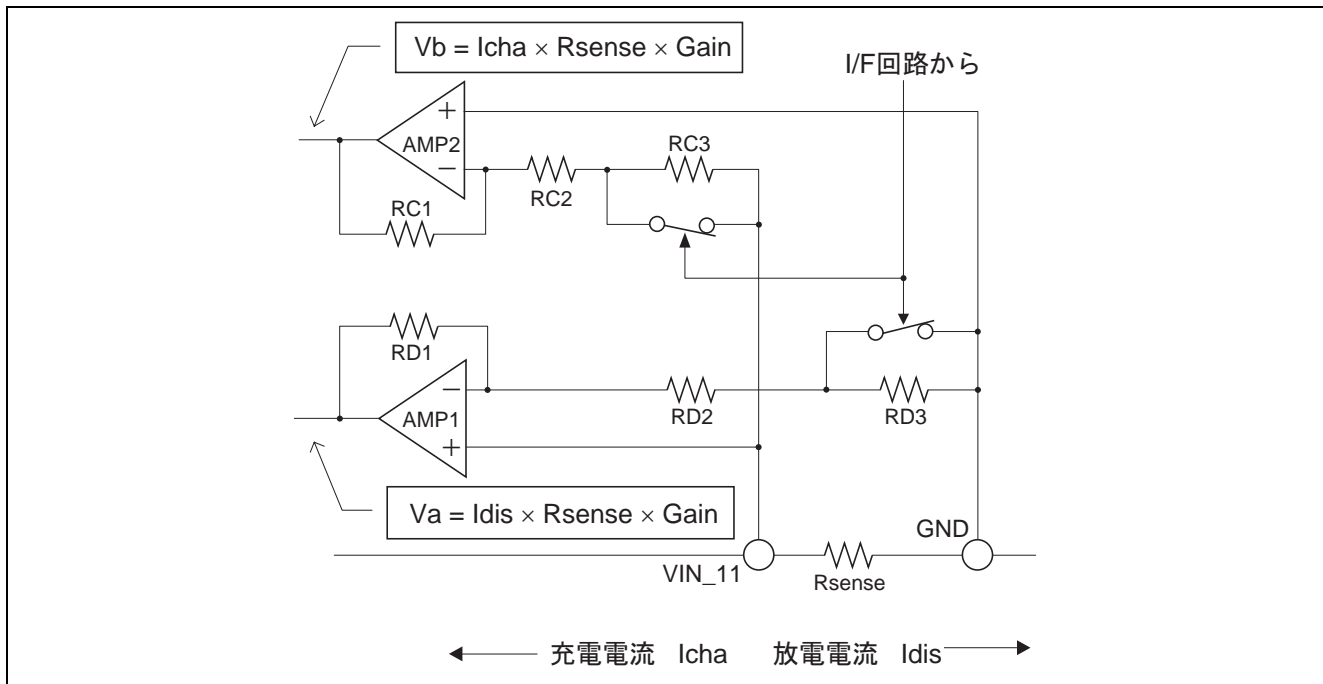 Vb = Icha × Rsense × Gain
I/F回路から
+
AMP2
−
RC3
RC2
RC1
RD1
−
AMP1
+
RD2
RD3
Va = Idis × Rsense × Gain
GND
VIN_11
Rsense
充電電流 Icha 放電電流 Idis